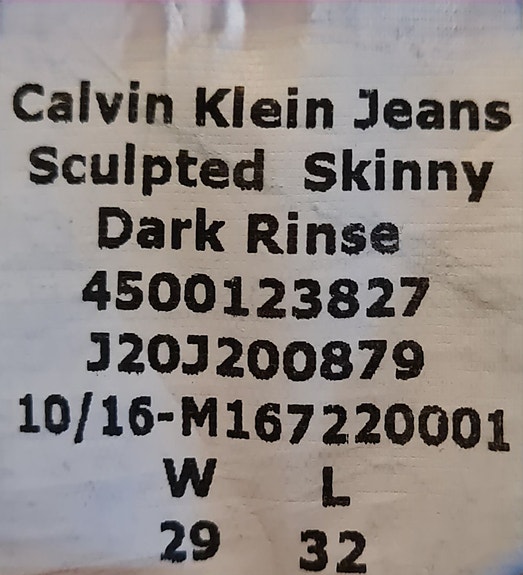 Calvin Klein Jeans
Sculpted Skinny
Dark Rinse
4500123827
J20J200879
10/16-M167220001
W L
29 32